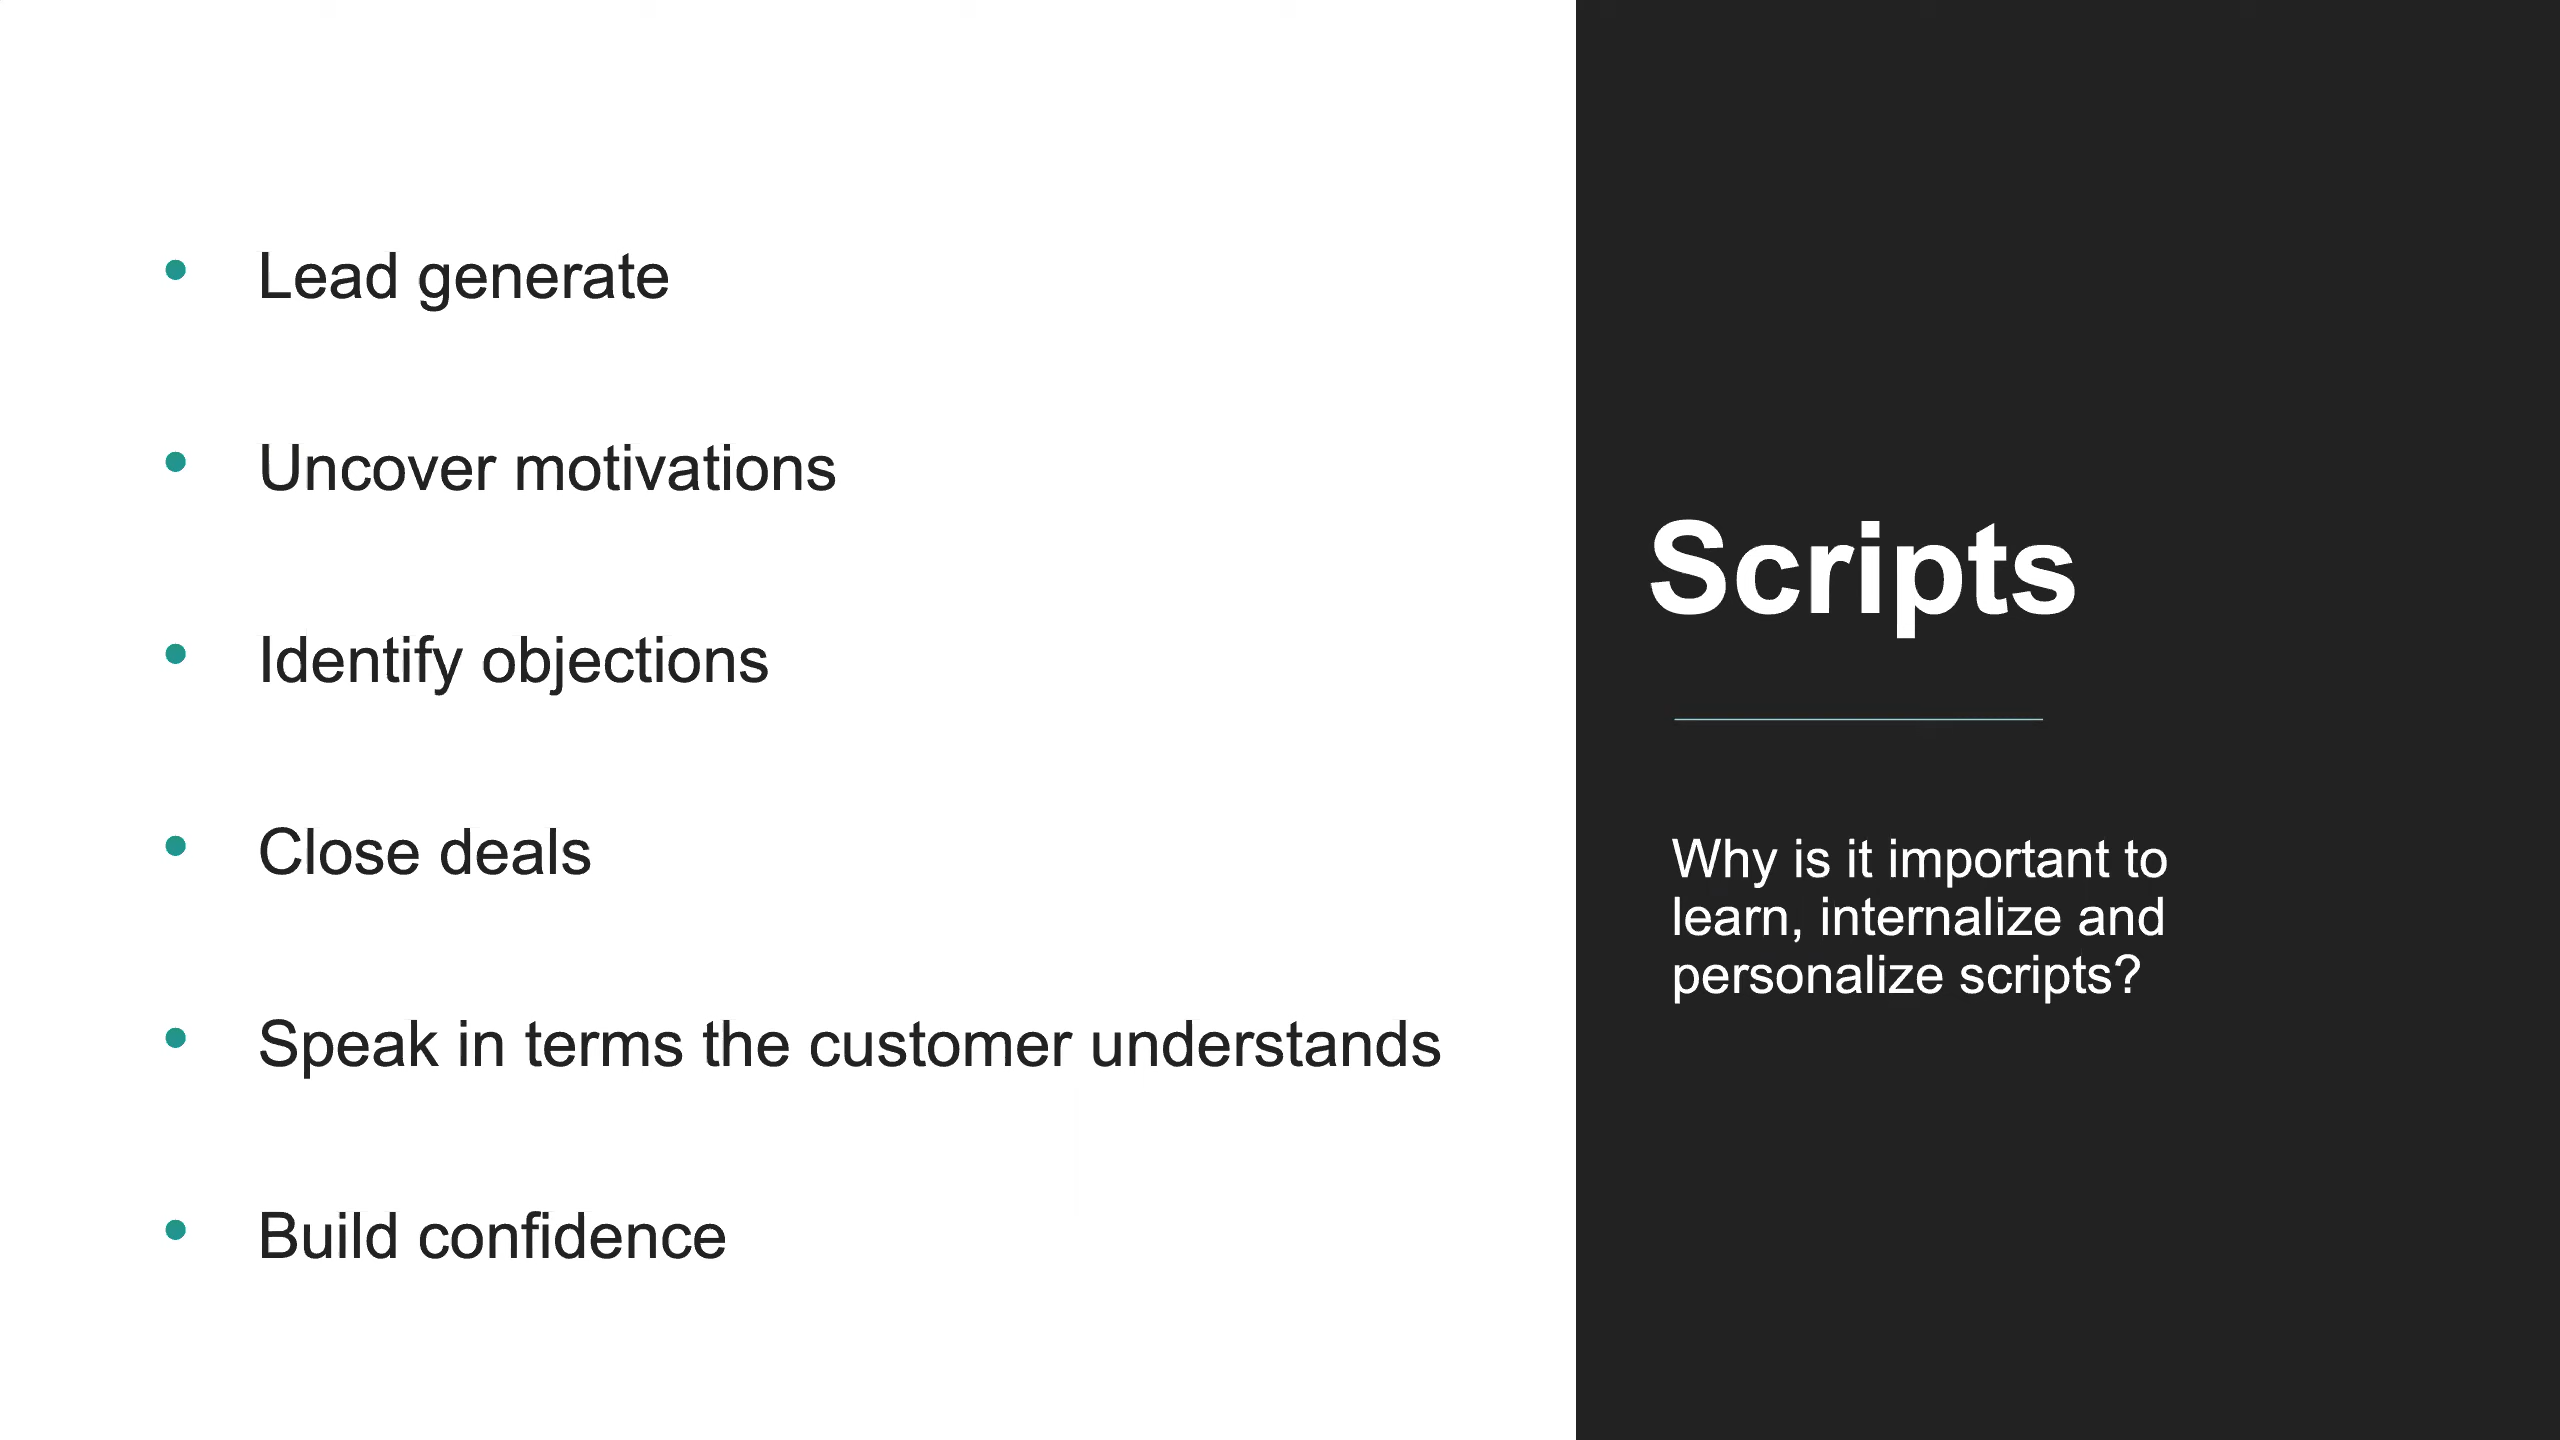 • Lead generate
• Uncover motivations
• Identify objections
• Close deals
• Speak in terms the customer understands
• Build confidence
Scripts
Why is it important to
learn, internalize and
personalize scripts?